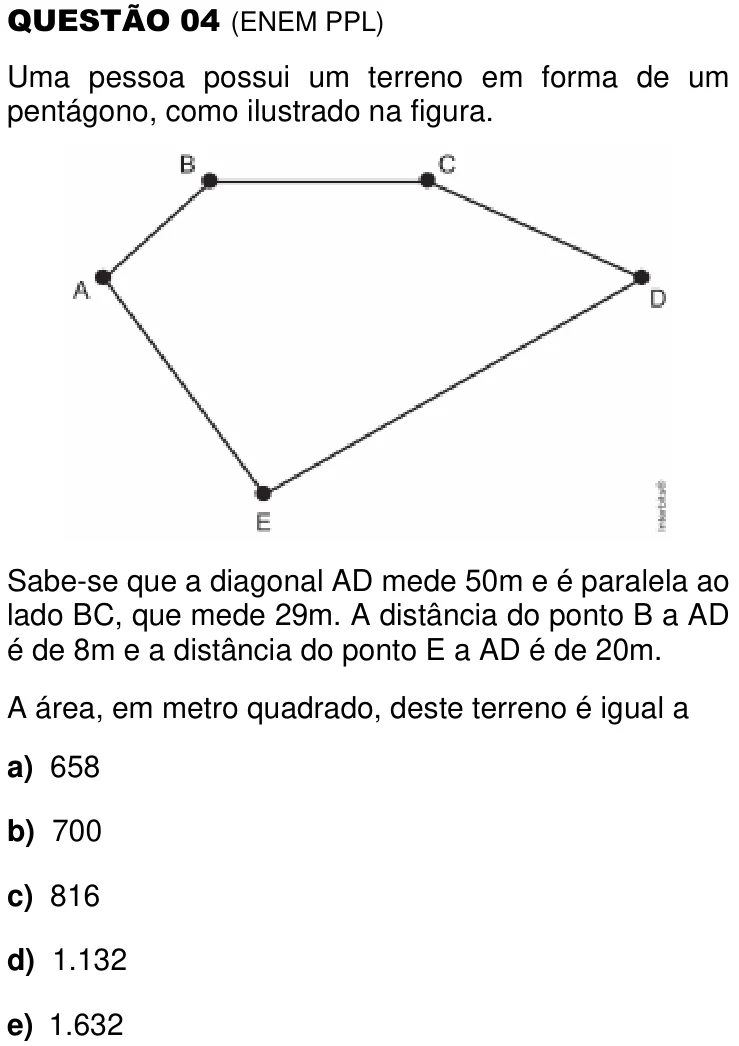 QUESTÃO 04 (ENEM PPL)
Uma pessoa possui um terreno em forma de um
pentágono, como ilustrado na figura.
B
C
A
D
E
Interbits®
Sabe-se que a diagonal AD mede 50m e é paralela ao
lado BC, que mede 29m. A distância do ponto B a AD
é de 8m e a distância do ponto E a AD é de 20m.
A área, em metro quadrado, deste terreno é igual a
a) 658
b) 700
c) 816
d) 1.132
e) 1.632